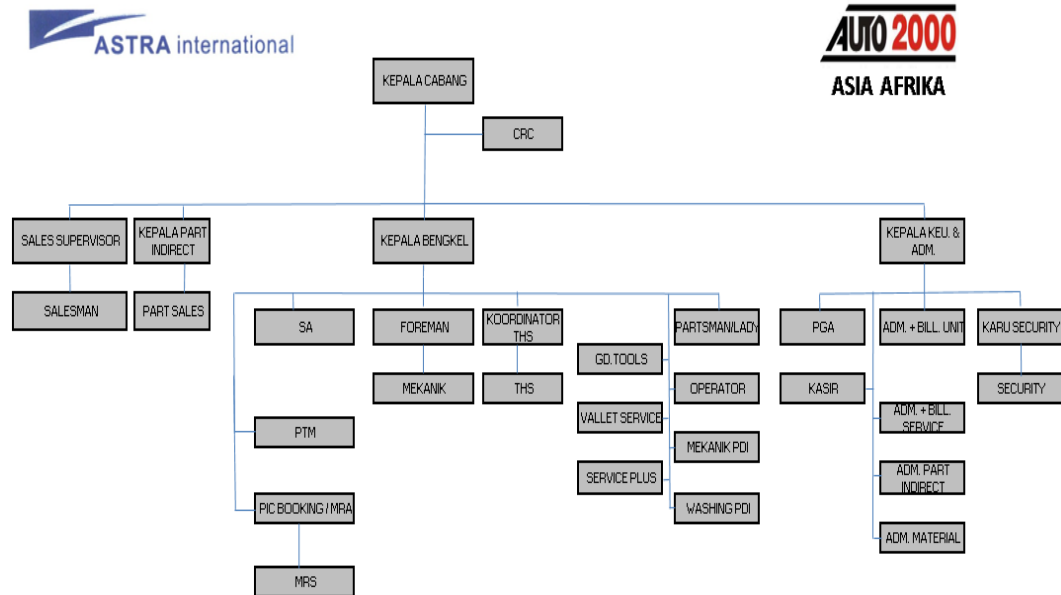 ASTRA international
AUTO 2000
ASIA AFRIKA
KEPALA CABANG
CRC
SALES SUPERVISOR
KEPALA PART
INDIRECT
KEPALA BENGKEL
KEPALA KEU. &
ADM.
SALESMAN
PART SALES
SA
FOREMAN
KOORDINATOR
THS
PARTSMAN/LADY
PGA
ADM. + BILL. UNIT
KARU SECURITY
GD.TOOLS
MEKANIK
THS
OPERATOR
KASIR
SECURITY
VALLET SERVICE
ADM. + BILL.
SERVICE
PTM
MEKANIK PDI
SERVICE PLUS
ADM. PART
INDIRECT
PIC BOOKING / MRA
WASHING PDI
ADM. MATERIAL
MRS